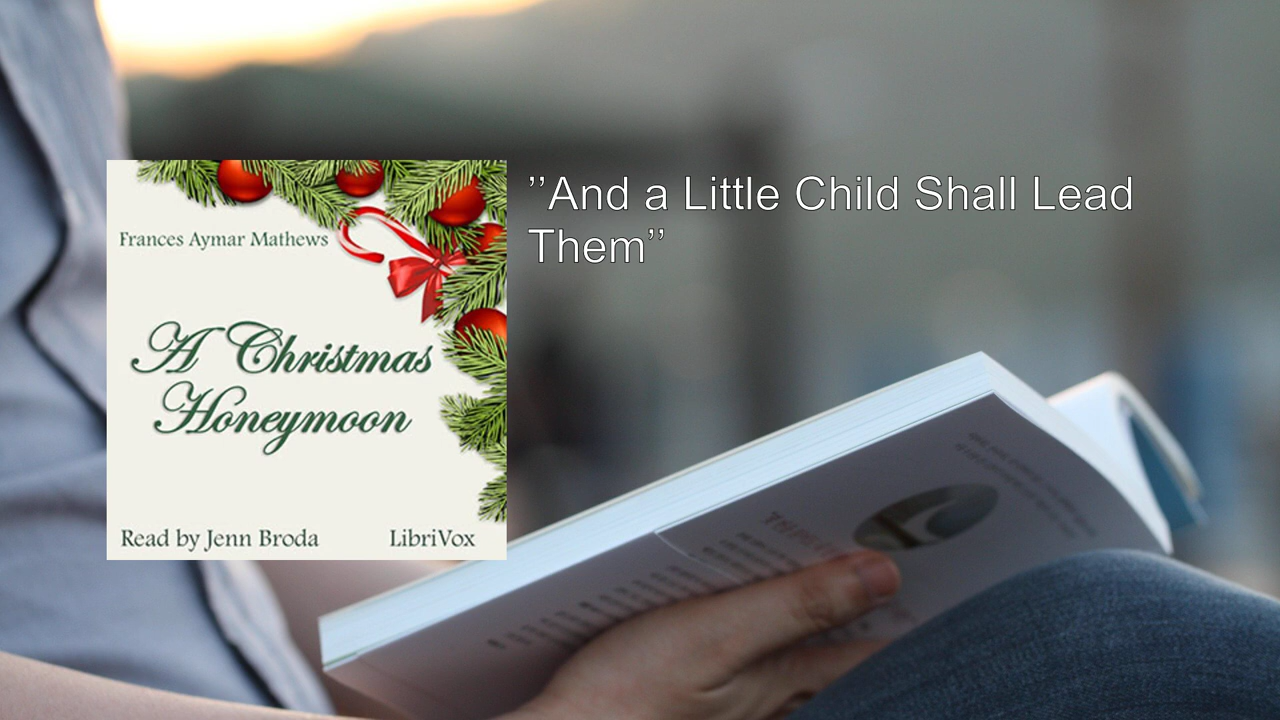 Frances Aymar Mathews
A Christmas
Honeymoon
Read by Jenn Broda LibriVox
’’And a Little Child Shall Lead
Them’’